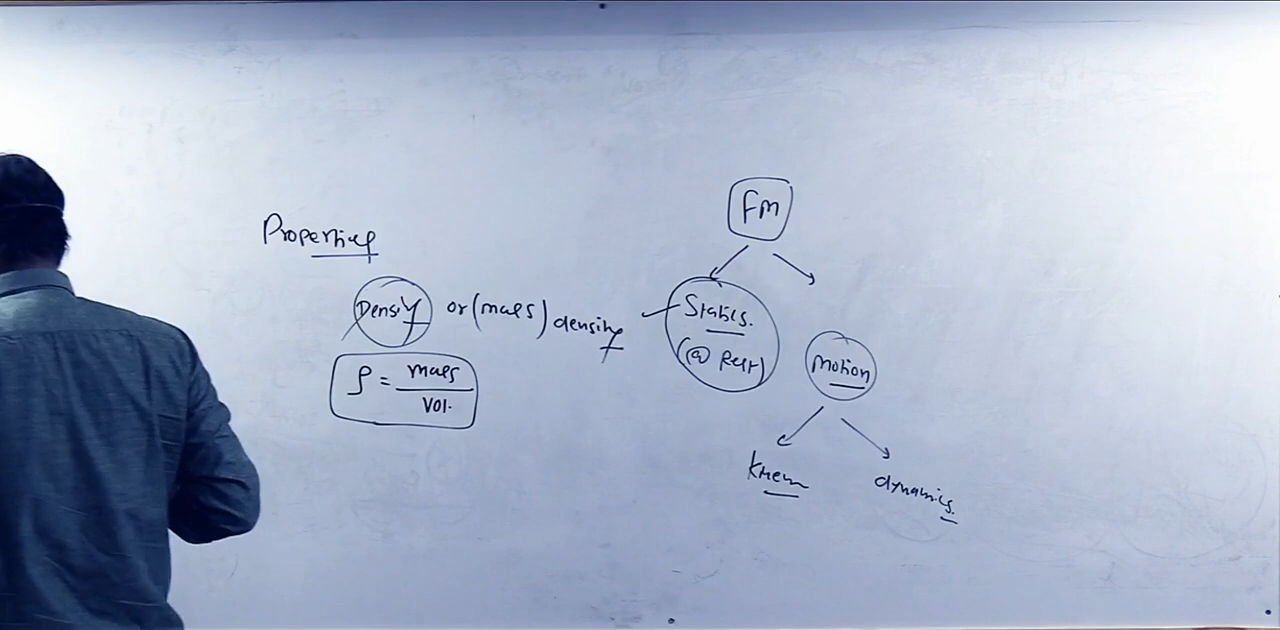 Properties
Density or (mass) density
ρ = mass / vol.
FM
Statics.
(@ Rest)
motion
Kinem
dynamics.